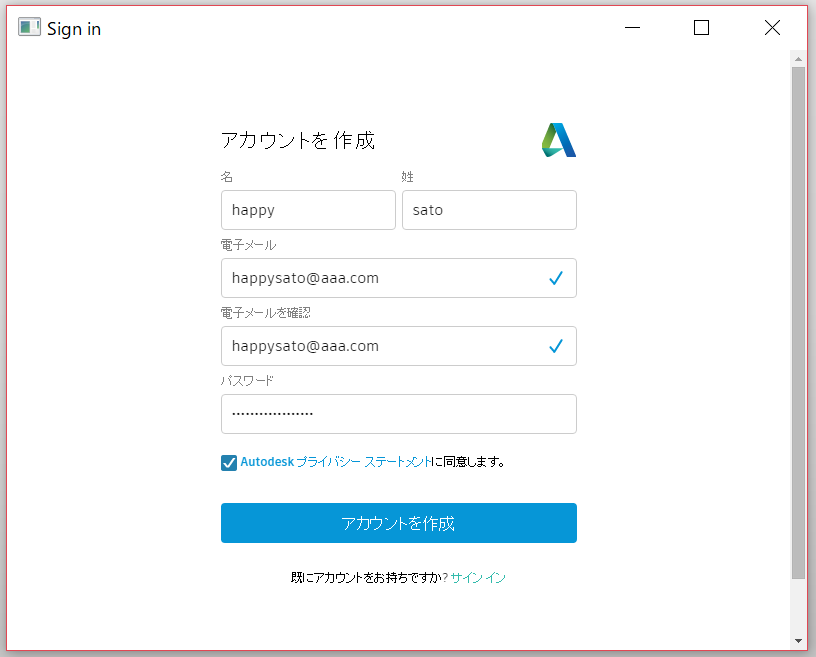 Sign in
アカウントを作成
名 姓
happy sato
電子メール
happysato@aaa.com
電子メールを確認
happysato@aaa.com
パスワード
••••••••••••••••••
Autodesk プライバシー ステートメントに同意します。
アカウントを作成
既にアカウントをお持ちですか? サイン イン